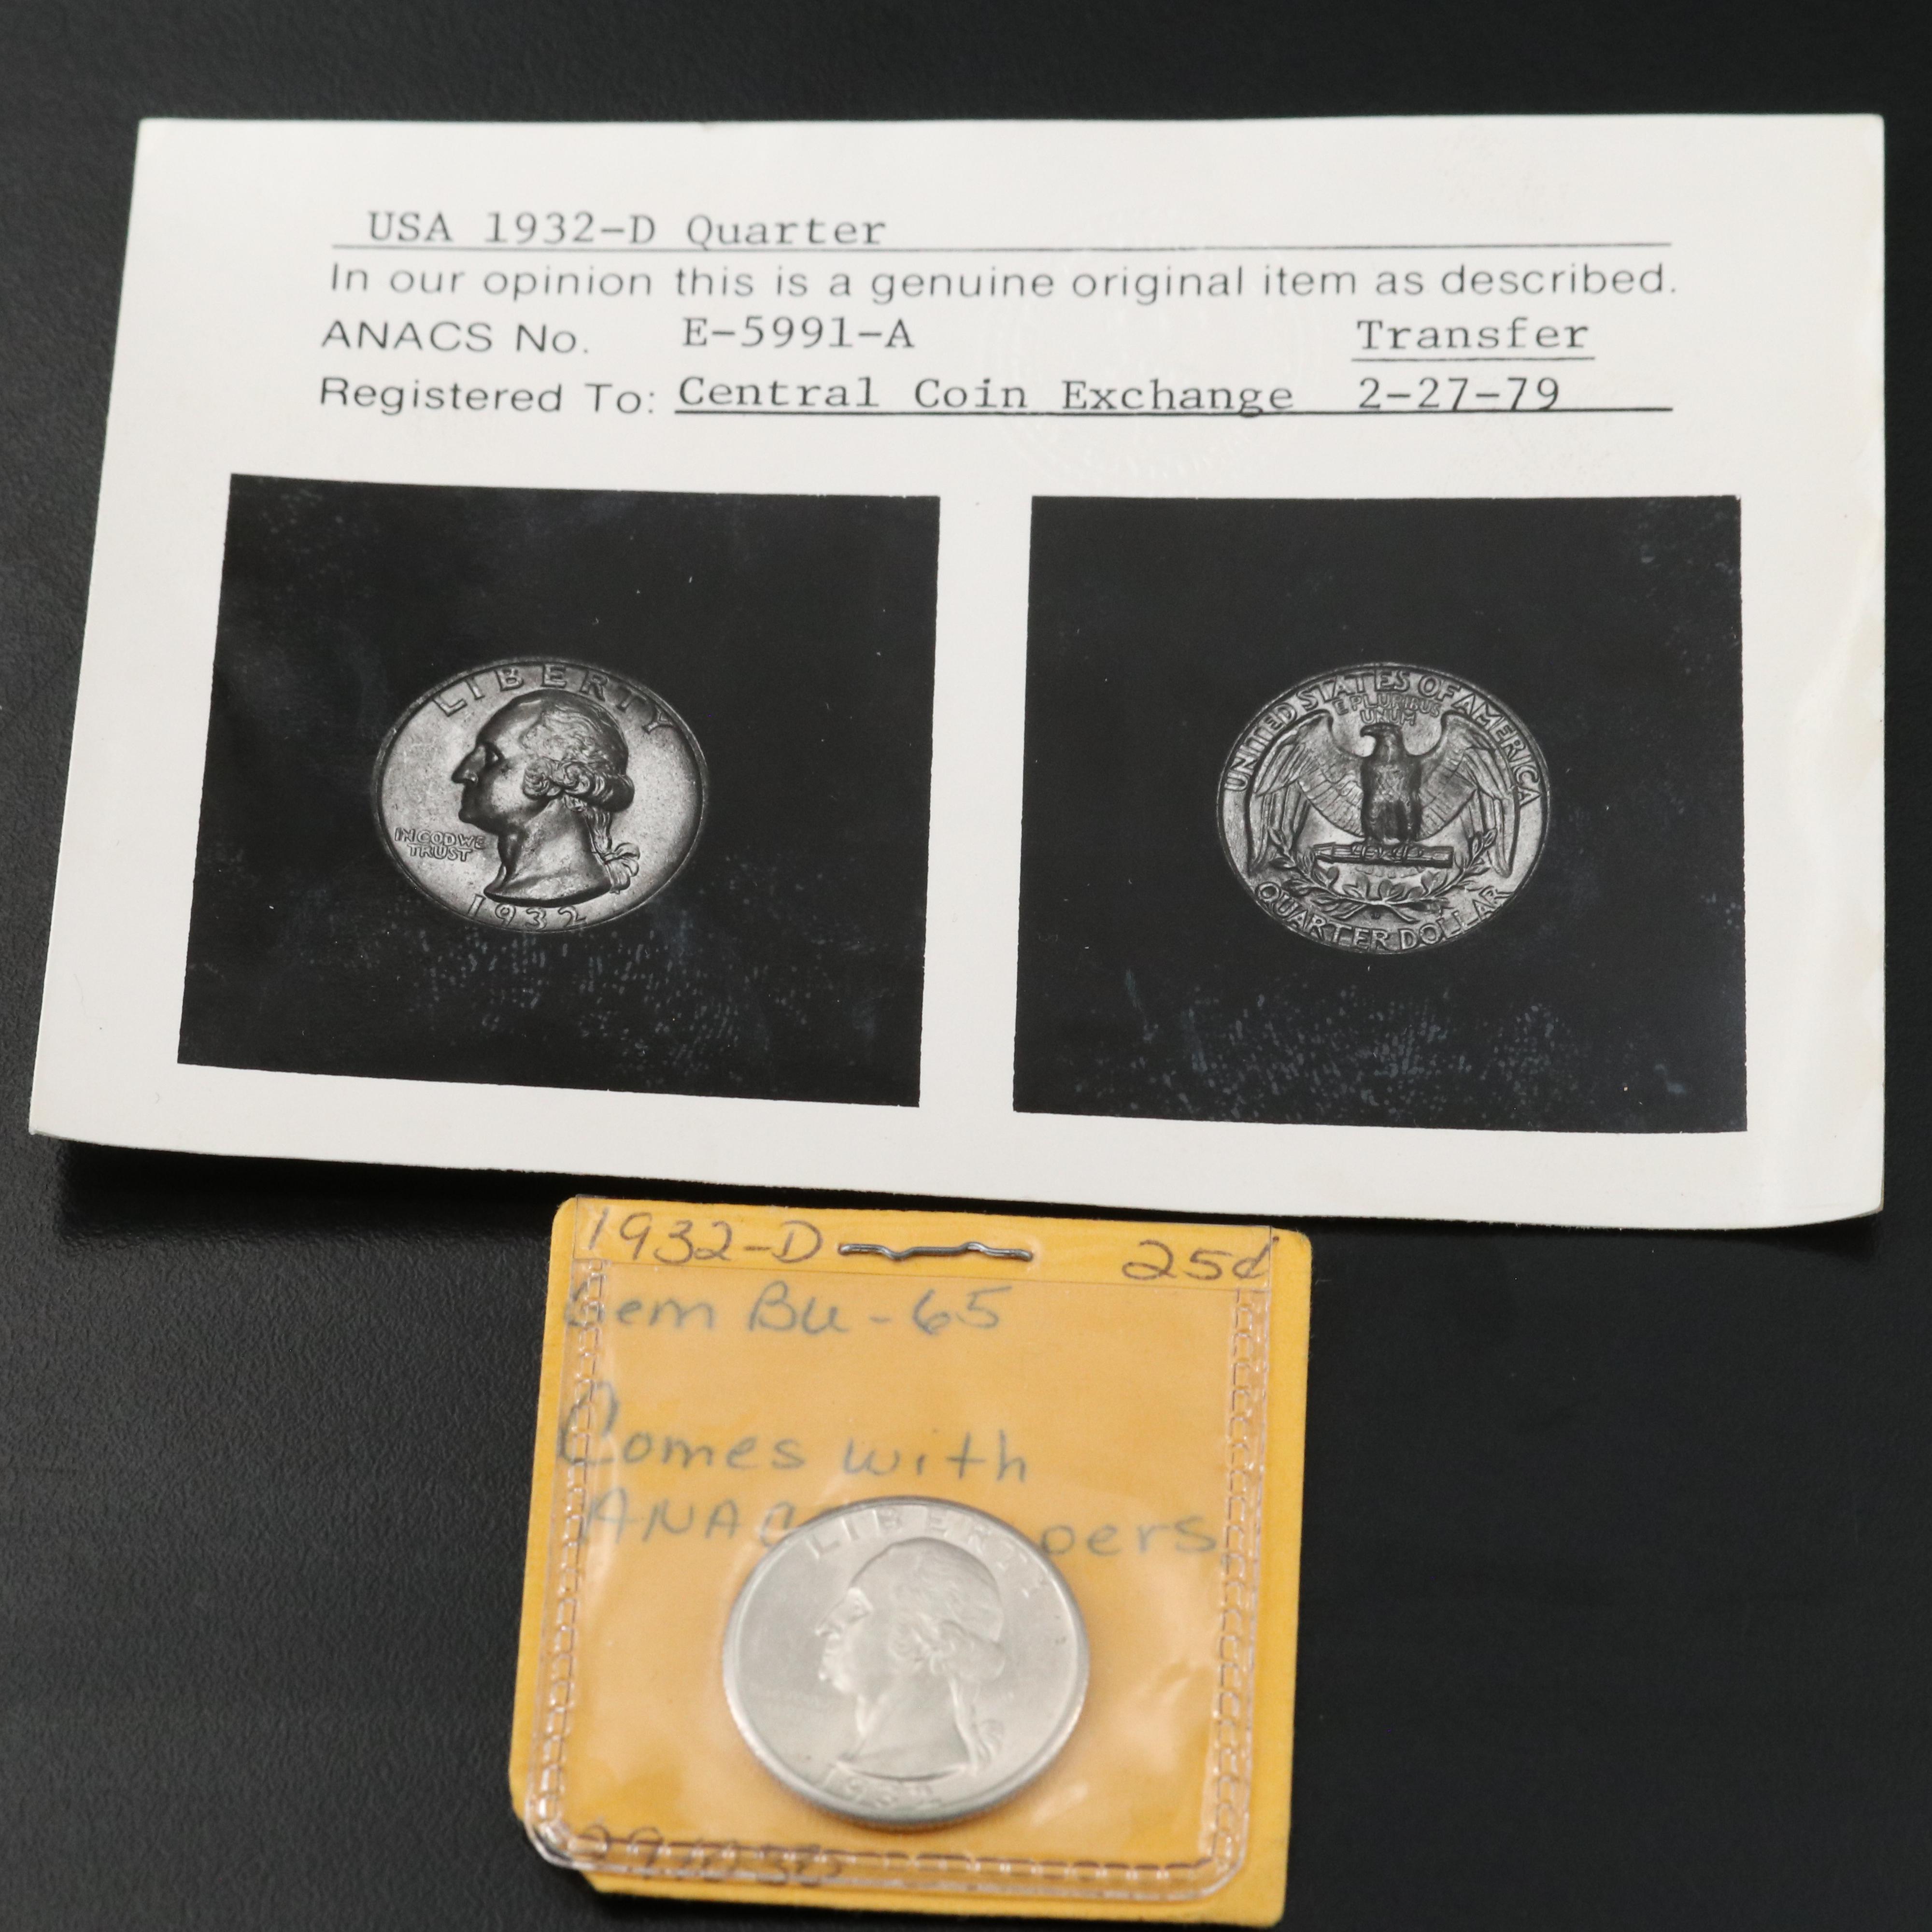 USA 1932-D Quarter
In our opinion this is a genuine original item as described.
ANACS No. E-5991-A Transfer
Registered To: Central Coin Exchange 2-27-79
LIBERTY
IN GOD WE
TRUST
1932
UNITED STATES OF AMERICA
E PLURIBUS
UNUM
QUARTER DOLLAR
1932-D 25¢
Gem BU-65
Comes with
LIBERTY
1932